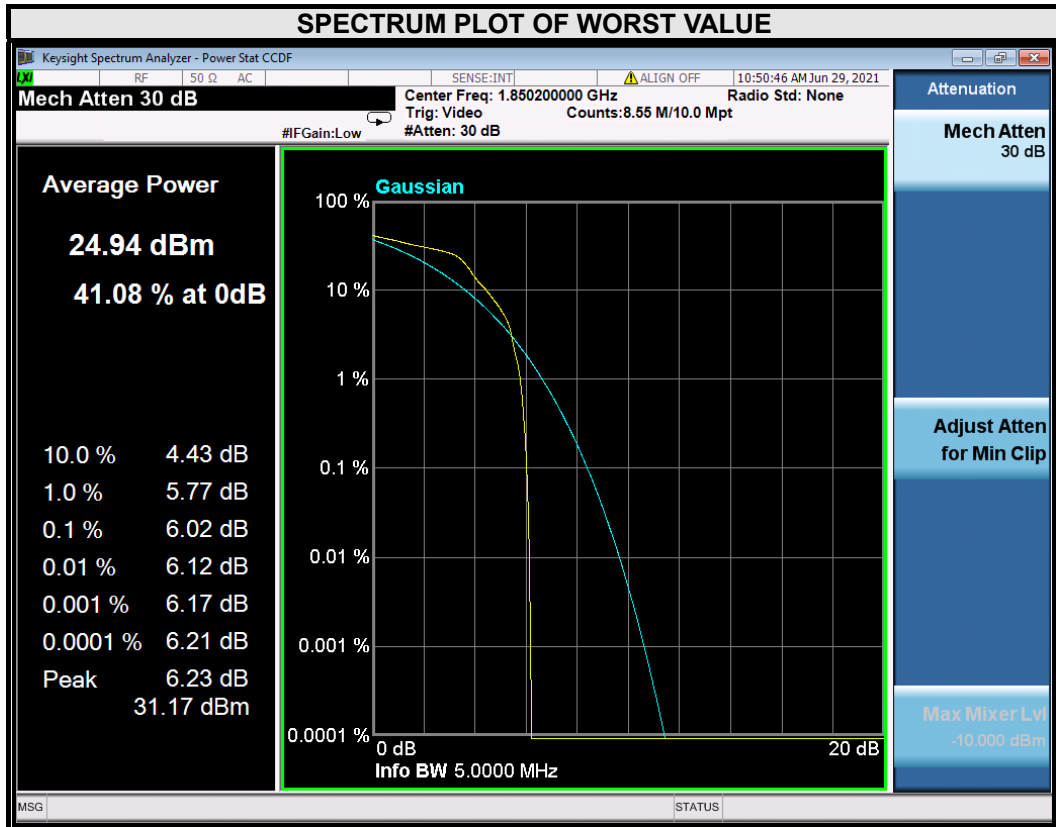 SPECTRUM PLOT OF WORST VALUE
Keysight Spectrum Analyzer - Power Stat CCDF
LXI RF 50 Ω AC SENSE:INT ALIGN OFF 10:50:46 AM Jun 29, 2021
Mech Atten 30 dB
Center Freq: 1.850200000 GHz Radio Std: None
Trig: Video Counts:8.55 M/10.0 Mpt
#IFGain:Low #Atten: 30 dB
Average Power
24.94 dBm
41.08 % at 0dB
10.0 % 4.43 dB
1.0 % 5.77 dB
0.1 % 6.02 dB
0.01 % 6.12 dB
0.001 % 6.17 dB
0.0001 % 6.21 dB
Peak 6.23 dB
31.17 dBm
Gaussian
100 %
10 %
1 %
0.1 %
0.01 %
0.001 %
0.0001 %
0 dB 20 dB
Info BW 5.0000 MHz
Attenuation
Mech Atten
30 dB
Adjust Atten
for Min Clip
Max Mixer Lvl
-10.000 dBm
MSG STATUS